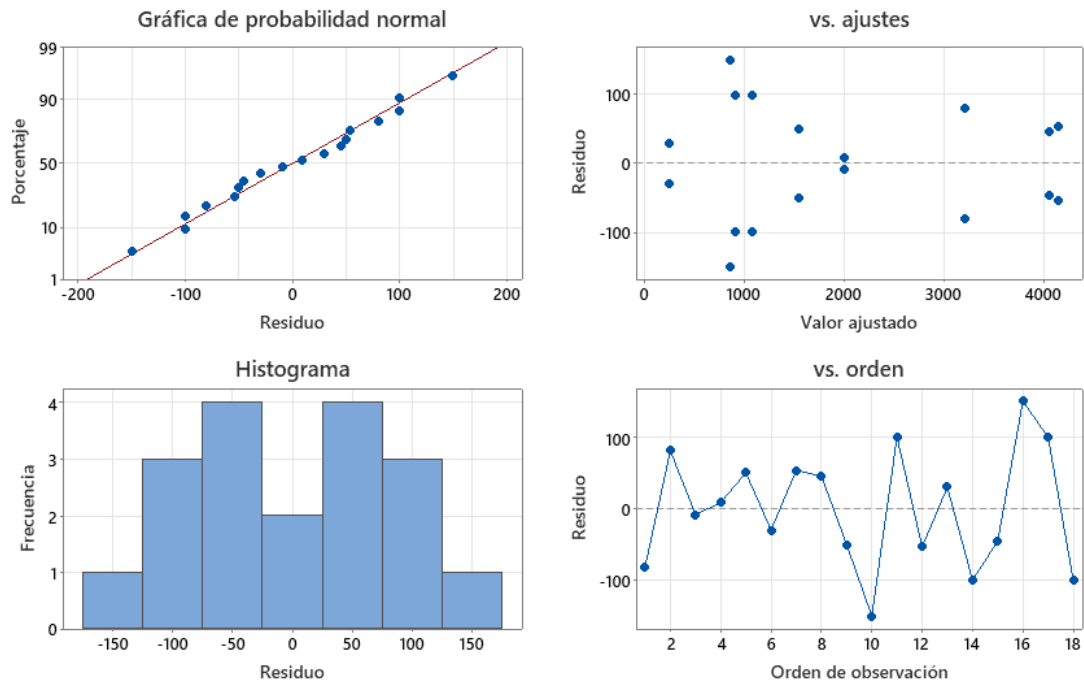 Gráfica de probabilidad normal
99
90
50
10
1
Porcentaje
-200 -100 0 100 200
Residuo
vs. ajustes
100
0
-100
Residuo
0 1000 2000 3000 4000
Valor ajustado
Histograma
4
3
2
1
0
Frecuencia
-150 -100 -50 0 50 100 150
Residuo
vs. orden
100
0
-100
Residuo
2 4 6 8 10 12 14 16 18
Orden de observación